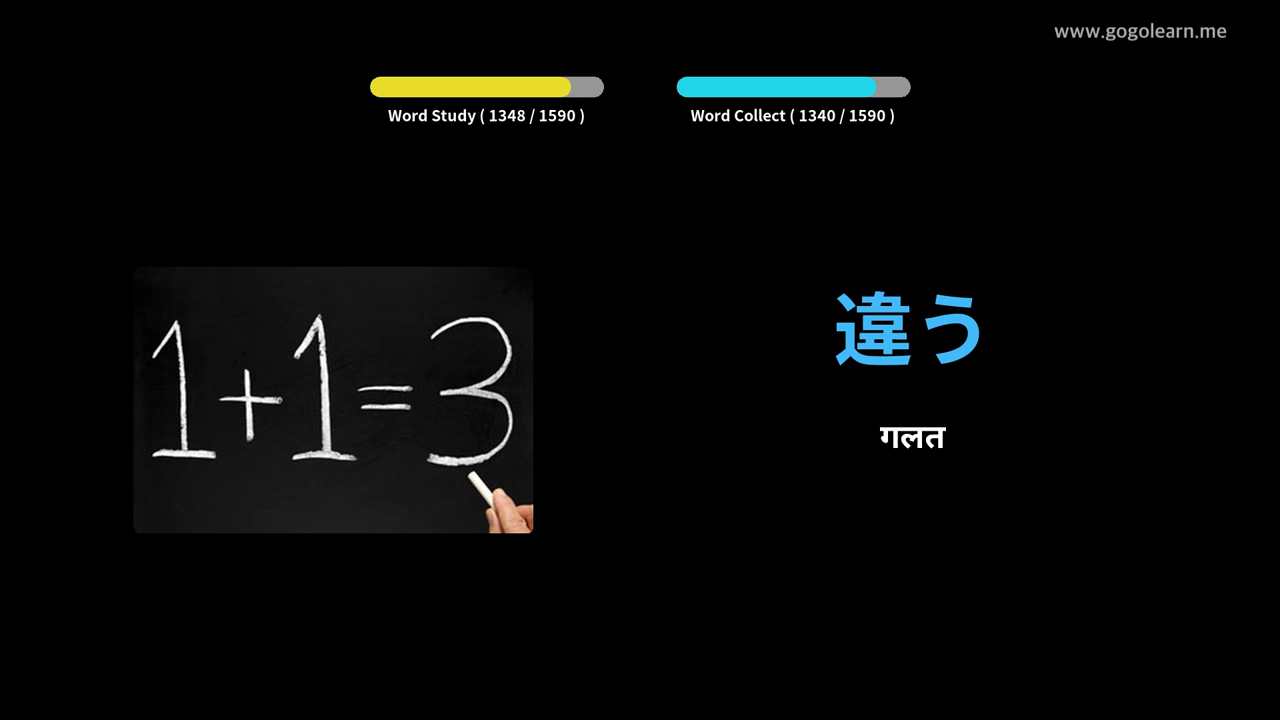 www.gogolearn.me
Word Study ( 1348 / 1590 )
Word Collect ( 1340 / 1590 )
1+1=3
違う
गलत